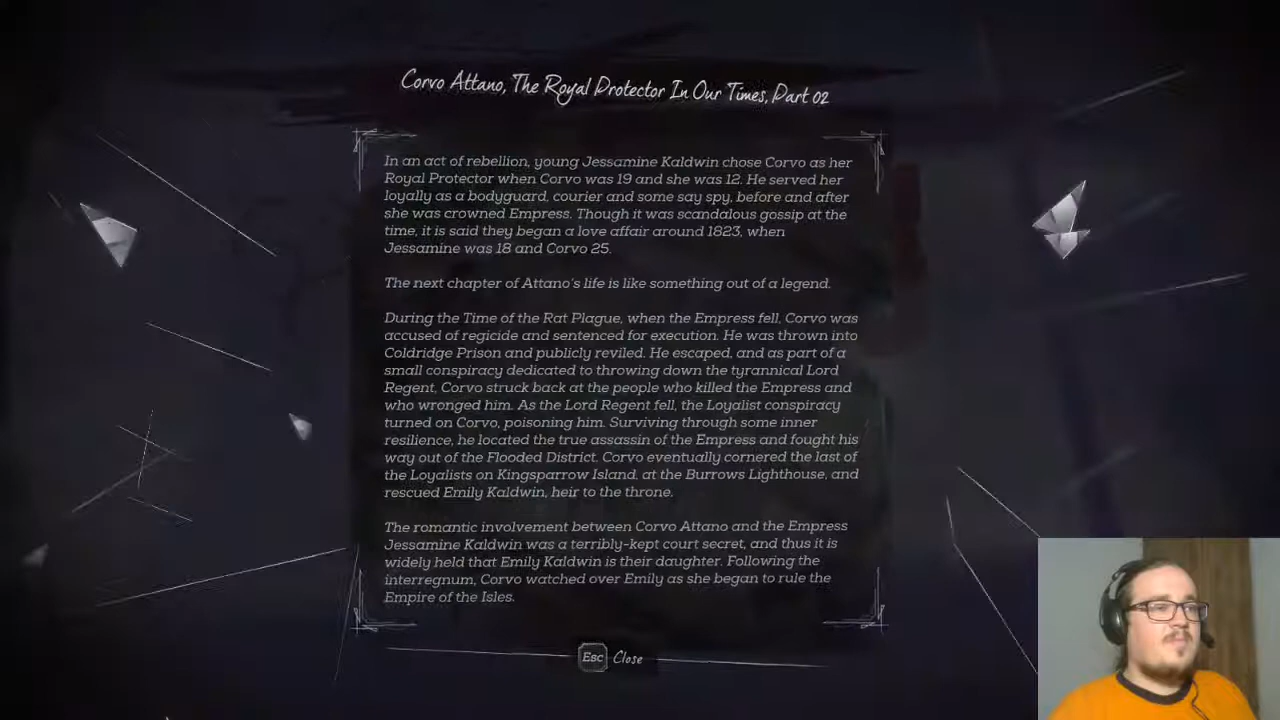 Corvo Attano, The Royal Protector In Our Times, Part 02
In an act of rebellion, young Jessamine Kaldwin chose Corvo as her
Royal Protector when Corvo was 19 and she was 12. He served her
loyally as a bodyguard, courier and some say spy, before and after
she was crowned Empress. Though it was scandalous gossip at the
time, it is said they began a love affair around 1823, when
Jessamine was 18 and Corvo 25.
The next chapter of Attano's life is like something out of a legend.
During the Time of the Rat Plague, when the Empress fell, Corvo was
accused of regicide and sentenced for execution. He was thrown into
Coldridge Prison and publicly reviled. He escaped, and as part of a
small conspiracy dedicated to throwing down the tyrannical Lord
Regent, Corvo struck back at the people who killed the Empress and
who wronged him. As the Lord Regent fell, the Loyalist conspiracy
turned on Corvo, poisoning him. Surviving through some inner
resilience, he located the true assassin of the Empress and fought his
way out of the Flooded District. Corvo eventually cornered the last of
the Loyalists on Kingsparrow Island, at the Burrows Lighthouse, and
rescued Emily Kaldwin, heir to the throne.
The romantic involvement between Corvo Attano and the Empress
Jessamine Kaldwin was a terribly-kept court secret, and thus it is
widely held that Emily Kaldwin is their daughter. Following the
interregnum, Corvo watched over Emily as she began to rule the
Empire of the Isles.
Esc Close